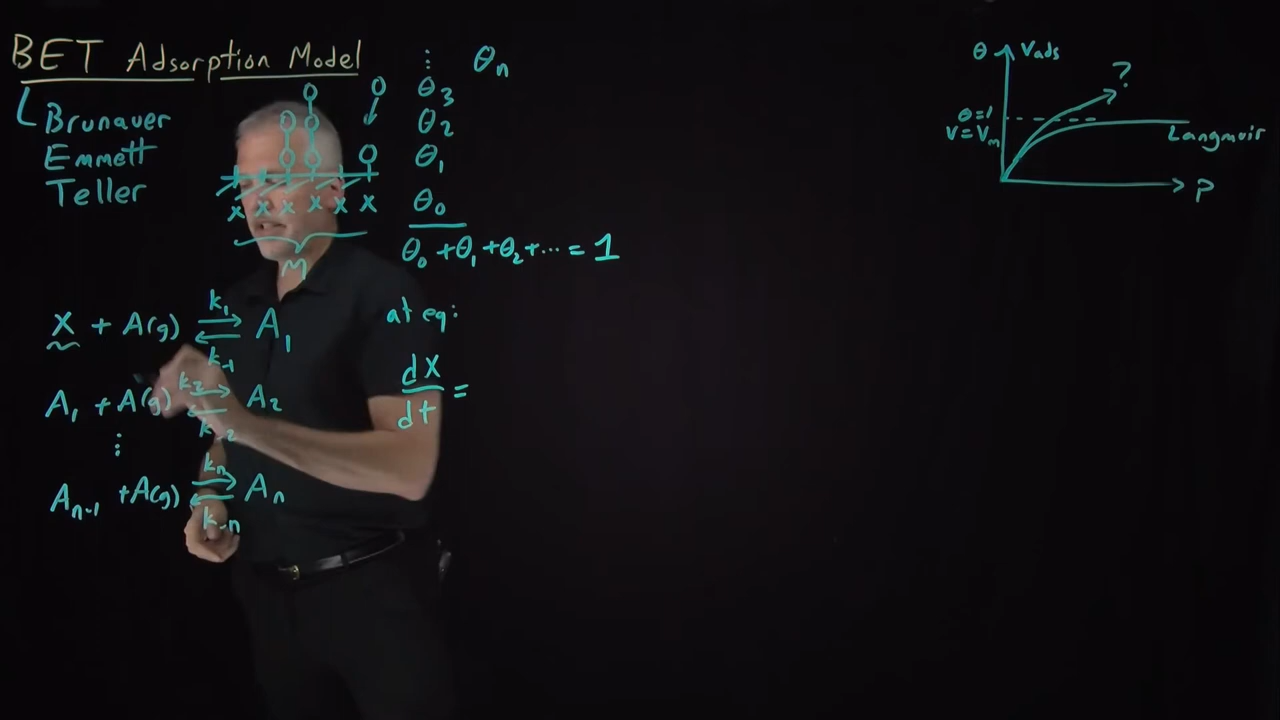 BET Adsorption Model
Brunauer
Emmett
Teller
x x x x x x
M
⋮ θn
θ3
θ2
θ1
θ0
θ0 + θ1 + θ2 + ⋯ = 1
X + A(g) ⇌ A1
k1
k-1
A1 + A(g) ⇌ A2
k2
k-2
⋮
An-1 + A(g) ⇌ An
kn
k-n
at eq:
dX
dt =
θ Vads
?
θ=1
V=Vm
Langmuir
P